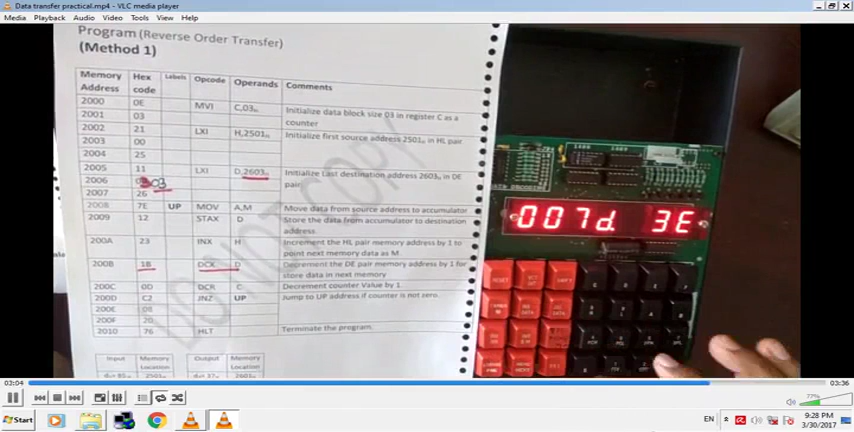 Data transfer practical.mp4 - VLC media player
Media Playback Audio Video Tools View Help
Program (Reverse Order Transfer)
(Method 1)
Memory Address Hex code Labels Opcode Operands Comments
2000 0E MVI C,03H Initialize data block size 03 in register C as a counter
2001 03
2002 21 LXI H,2501H Initialize first source address 2501H in HL pair
2003 00
2004 25
2005 11 LXI D,2603H Initialize Last destination address 2603H in DE pair
2006 03
2007 26
2008 7E UP MOV A,M Move data from source address to accumulator
2009 12 STAX D Store the data from accumulator to destination address
200A 23 INX H Increment the HL pair memory address by 1 to point next memory data as M.
200B 1B DCX D Decrement the DE pair memory address by 1 for store data in next memory
200C 0D DCR C Decrement counter Value by 1.
200D C2 JNZ UP Jump to UP address if counter is not zero.
200E 08
200F 20
2010 76 HLT Terminate the program.
Input Memory Location Output Memory Location
2501H 2601H
DO NOT COPY
DATA ENCODING
007d 3E
RESET
03:04
03:36
77%
Start
EN
9:28 PM
3/30/2017